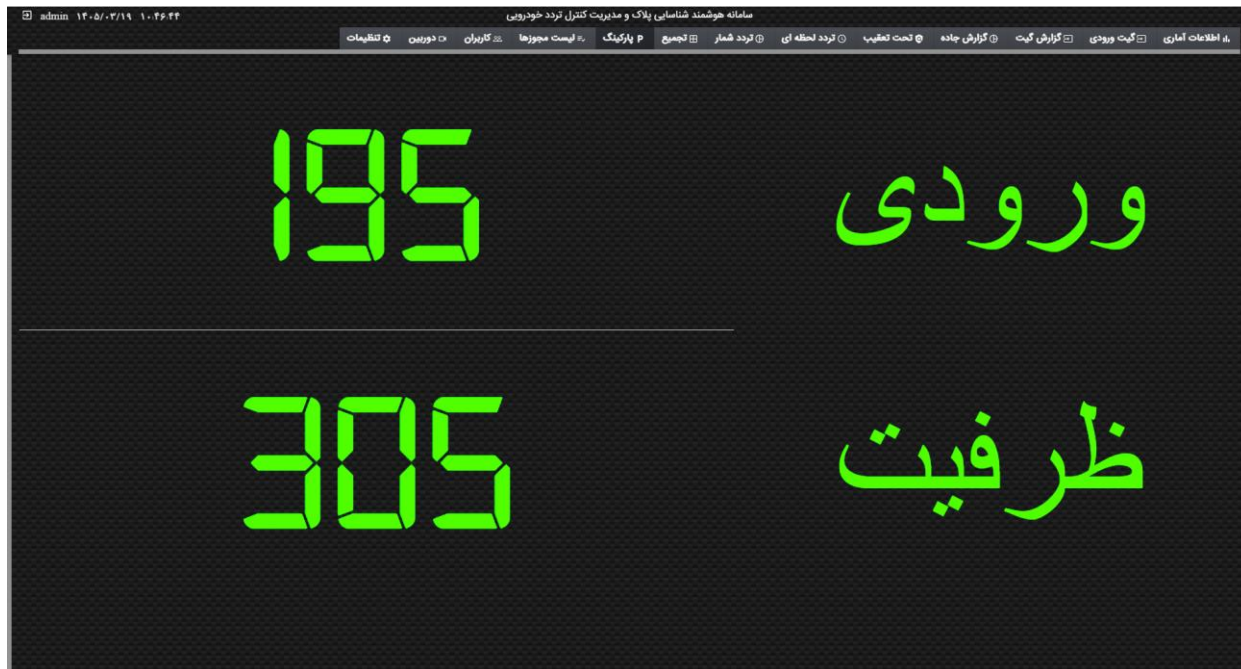 سامانه هوشمند شناسایی پلاک و مدیریت کنترل تردد خودرویی
admin ۱۴۰۵/۰۳/۱۹ ۱۰:۴۶:۴۴
اطلاعات آماری گیت ورودی گزارش گیت گزارش جاده تحت تعقیب تردد لحظه ای تردد شمار تجمیع پارکینگ P لیست مجوزها کاربران دوربین تنظیمات
ورودی 195
ظرفیت 305